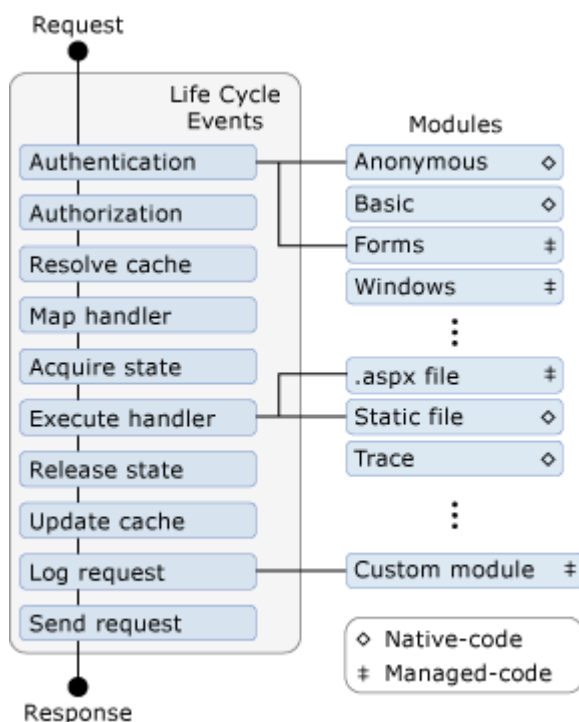 Request
Life Cycle
Events
Authentication
Authorization
Resolve cache
Map handler
Acquire state
Execute handler
Release state
Update cache
Log request
Send request
Response
Modules
Anonymous ◇
Basic ◇
Forms ‡
Windows ‡
.aspx file ‡
Static file ◇
Trace ◇
Custom module ‡
◇ Native-code
‡ Managed-code